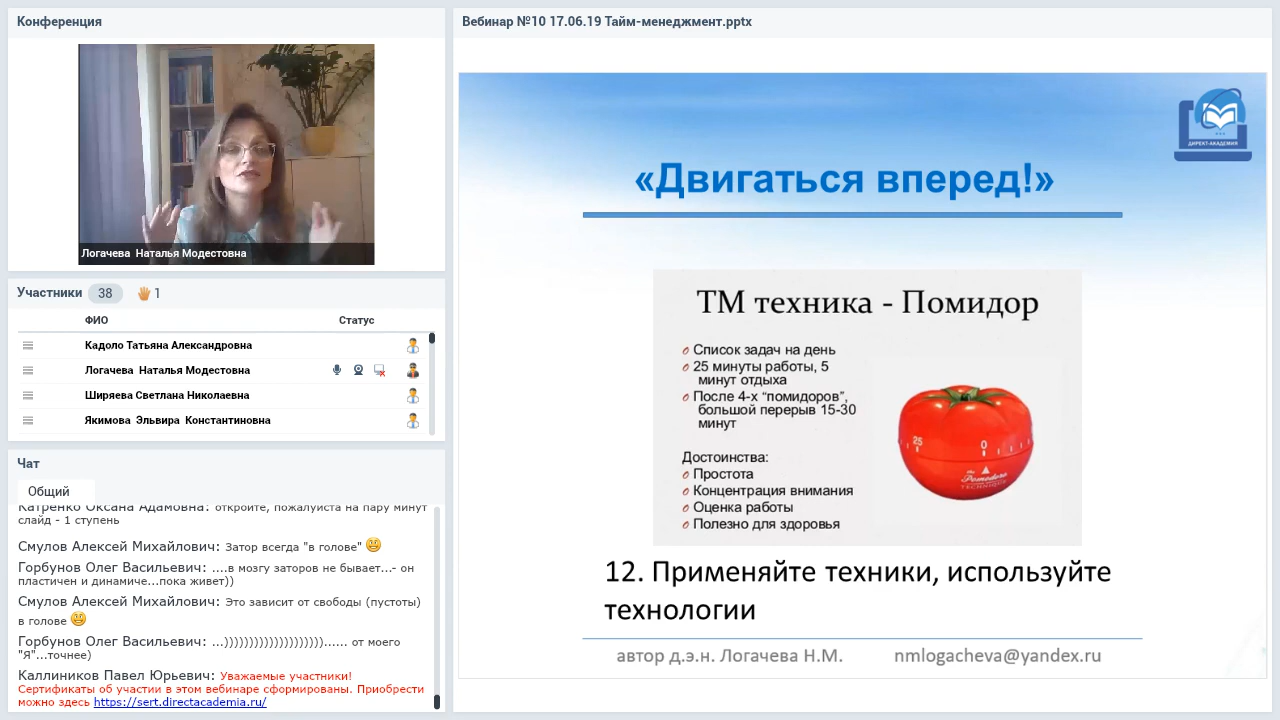 Конференция
Логачева  Наталья Модестовна
Участники 38 1
ФИО Статус
Кадоло Татьяна Александровна
Логачева  Наталья Модестовна
Ширяева Светлана Николаевна
Якимова  Эльвира  Константиновна
Чат
Общий
Катренко Оксана Адамовна: откройте, пожалуйста на пару минут
слайд - 1 ступень
Смулов Алексей Михайлович: Затор всегда "в голове"
Горбунов Олег Васильевич: ....в мозгу заторов не бывает...- он
пластичен и динамиче...пока живет))
Смулов Алексей Михайлович: Это зависит от свободы (пустоты)
в голове
Горбунов Олег Васильевич: ...))))))))))))))))))))...... от моего
"Я"...точнее)
Каллиников Павел Юрьевич: Уважаемые участники!
Сертификаты об участии в этом вебинаре сформированы. Приобрести
можно здесь https://sert.directacademia.ru/
Вебинар №10 17.06.19 Тайм-менеджмент.pptx
ДИРЕКТ-АКАДЕМИЯ
«Двигаться вперед!»
ТМ техника - Помидор
Список задач на день
25 минуты работы, 5
минут отдыха
После 4-х “помидоров”,
большой перерыв 15-30
минут
Достоинства:
Простота
Концентрация внимания
Оценка работы
Полезно для здоровья
25 0
Pomodoro
TECHNIQUE
12. Применяйте техники, используйте
технологии
автор д.э.н. Логачева Н.М. nmlogacheva@yandex.ru